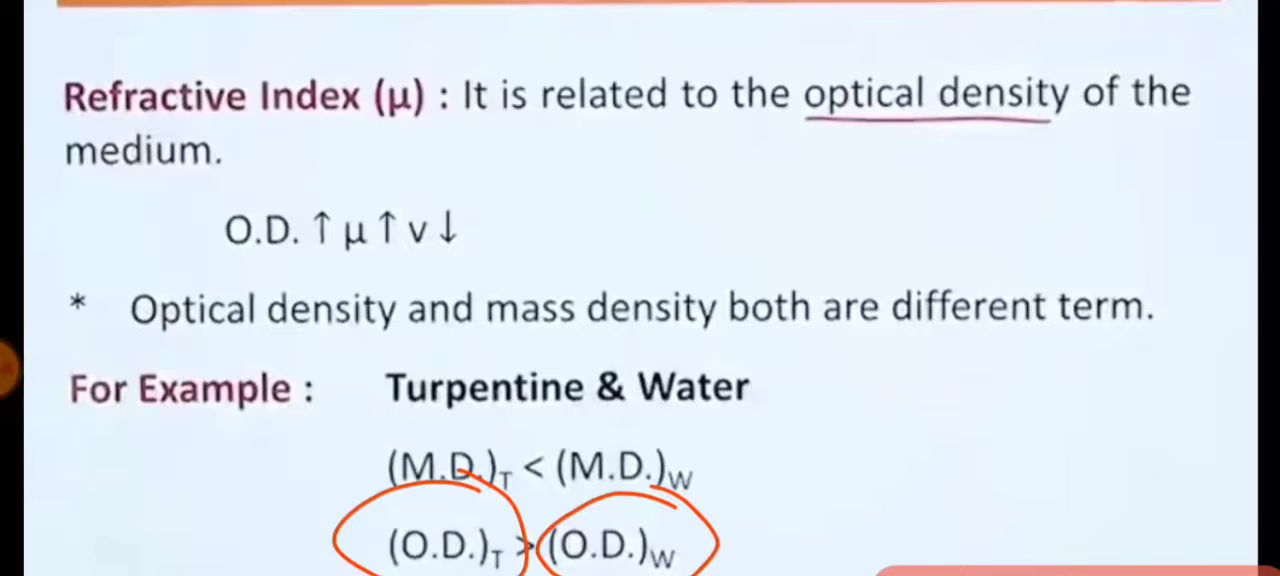 Refractive Index (μ) : It is related to the optical density of the
medium.
O.D. ↑ μ ↑ v ↓
* Optical density and mass density both are different term.
For Example : Turpentine & Water
(M.D.)T < (M.D.)W
(O.D.)T > (O.D.)W